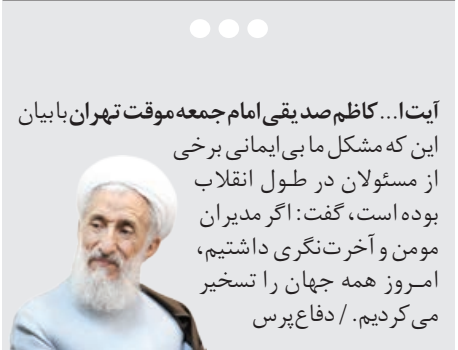 آیت‌ا... کاظم صدیقی امام جمعه موقت تهران با بیان
این که مشکل ما بی‌ایمانی برخی
از مسئولان در طول انقلاب
بوده است، گفت: اگر مدیران
مومن و آخرت‌نگری داشتیم،
امروز همه جهان را تسخیر
می‌کردیم. / دفاع‌پرس